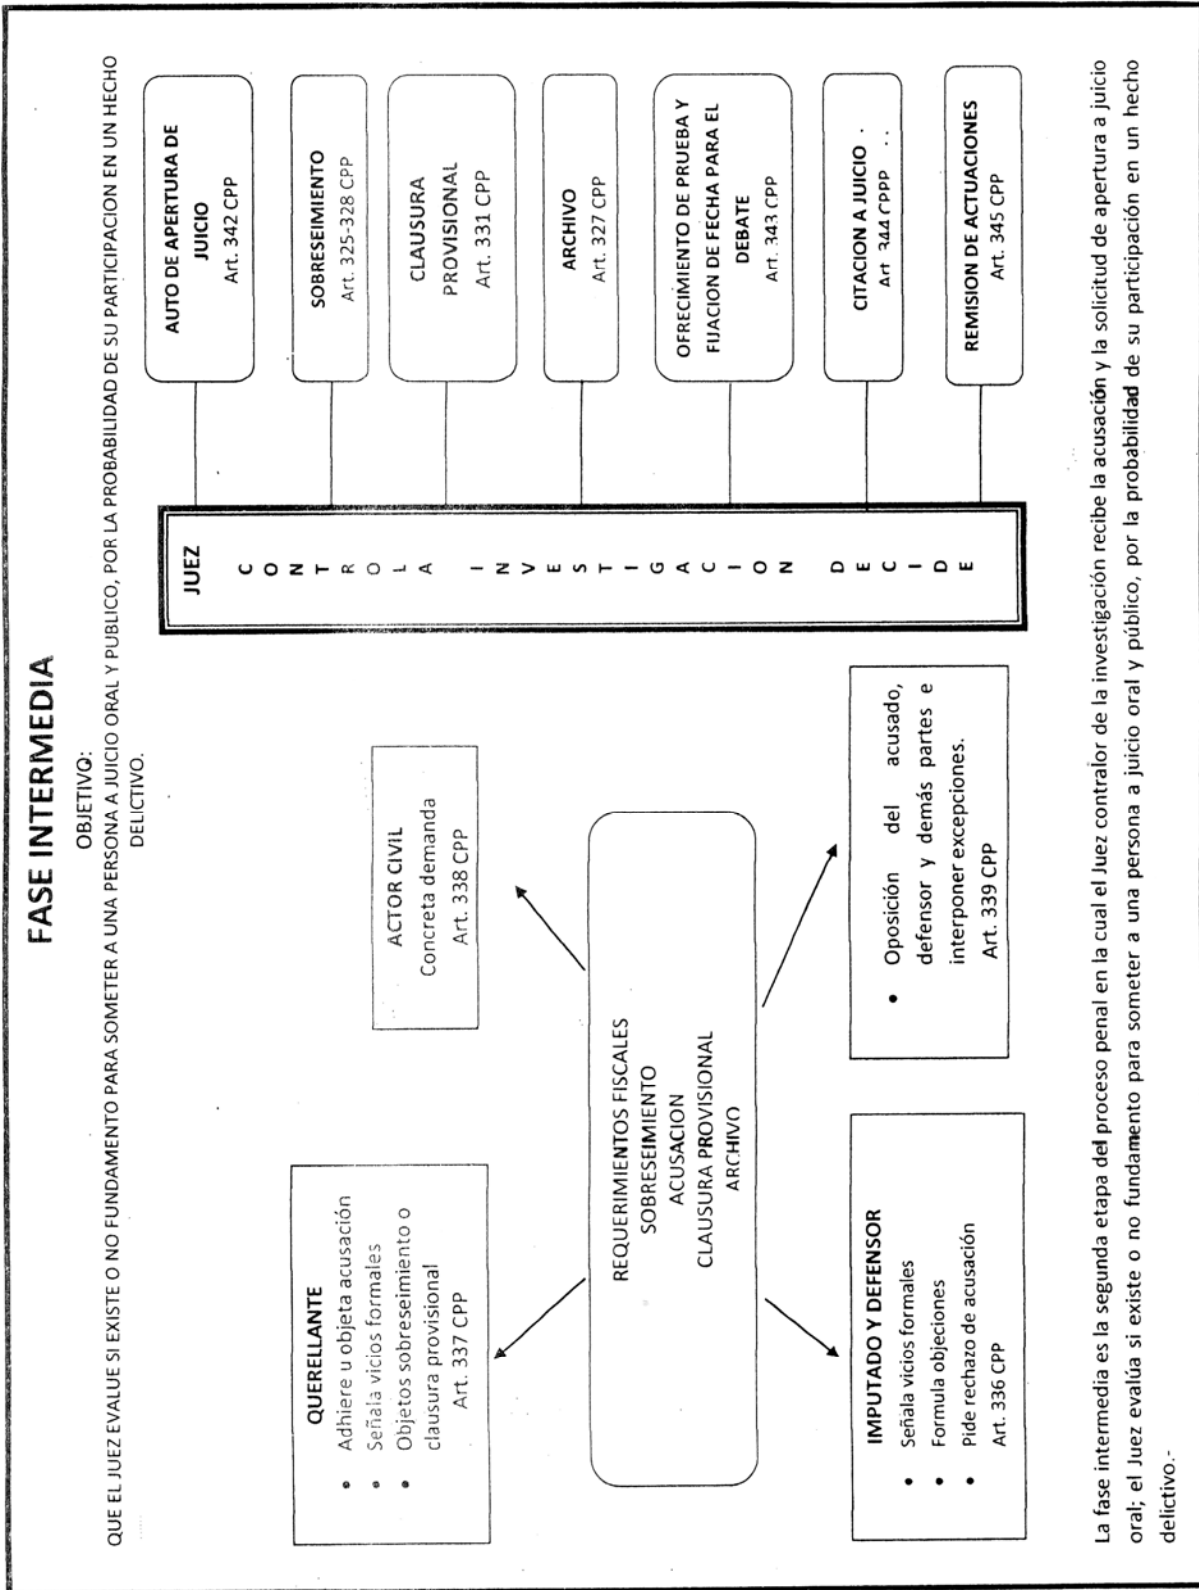 FASE INTERMEDIA
OBJETIVO:
QUE EL JUEZ EVALUE SI EXISTE O NO FUNDAMENTO PARA SOMETER A UNA PERSONA A JUICIO ORAL Y PUBLICO, POR LA PROBABILIDAD DE SU PARTICIPACION EN UN HECHO
DELICTIVO.
QUERELLANTE
• Adhiere u objeta acusación
• Señala vicios formales
• Objetos sobreseimiento o
clausura provisional
Art. 337 CPP
ACTOR CIVIL
Concreta demanda
Art. 338 CPP
REQUERIMIENTOS FISCALES
SOBRESEIMIENTO
ACUSACION
CLAUSURA PROVISIONAL
ARCHIVO
IMPUTADO Y DEFENSOR
• Señala vicios formales
• Formula objeciones
• Pide rechazo de acusación
Art. 336 CPP
• Oposición del acusado,
defensor y demás partes e
interponer excepciones.
Art. 339 CPP
JUEZ
C
O
N
T
R
O
L
A
I
N
V
E
S
T
I
G
A
C
I
O
N
D
E
C
I
D
E
AUTO DE APERTURA DE
JUICIO
Art. 342 CPP
SOBRESEIMIENTO
Art. 325-328 CPP
CLAUSURA
PROVISIONAL
Art. 331 CPP
ARCHIVO
Art. 327 CPP
OFRECIMIENTO DE PRUEBA Y
FIJACION DE FECHA PARA EL
DEBATE
Art. 343 CPP
CITACION A JUICIO
Art. 344 CPPP
REMISION DE ACTUACIONES
Art. 345 CPP
La fase intermedia es la segunda etapa del proceso penal en la cual el Juez contralor de la investigación recibe la acusación y la solicitud de apertura a juicio
oral; el Juez evalúa si existe o no fundamento para someter a una persona a juicio oral y público, por la probabilidad de su participación en un hecho
delictivo.-